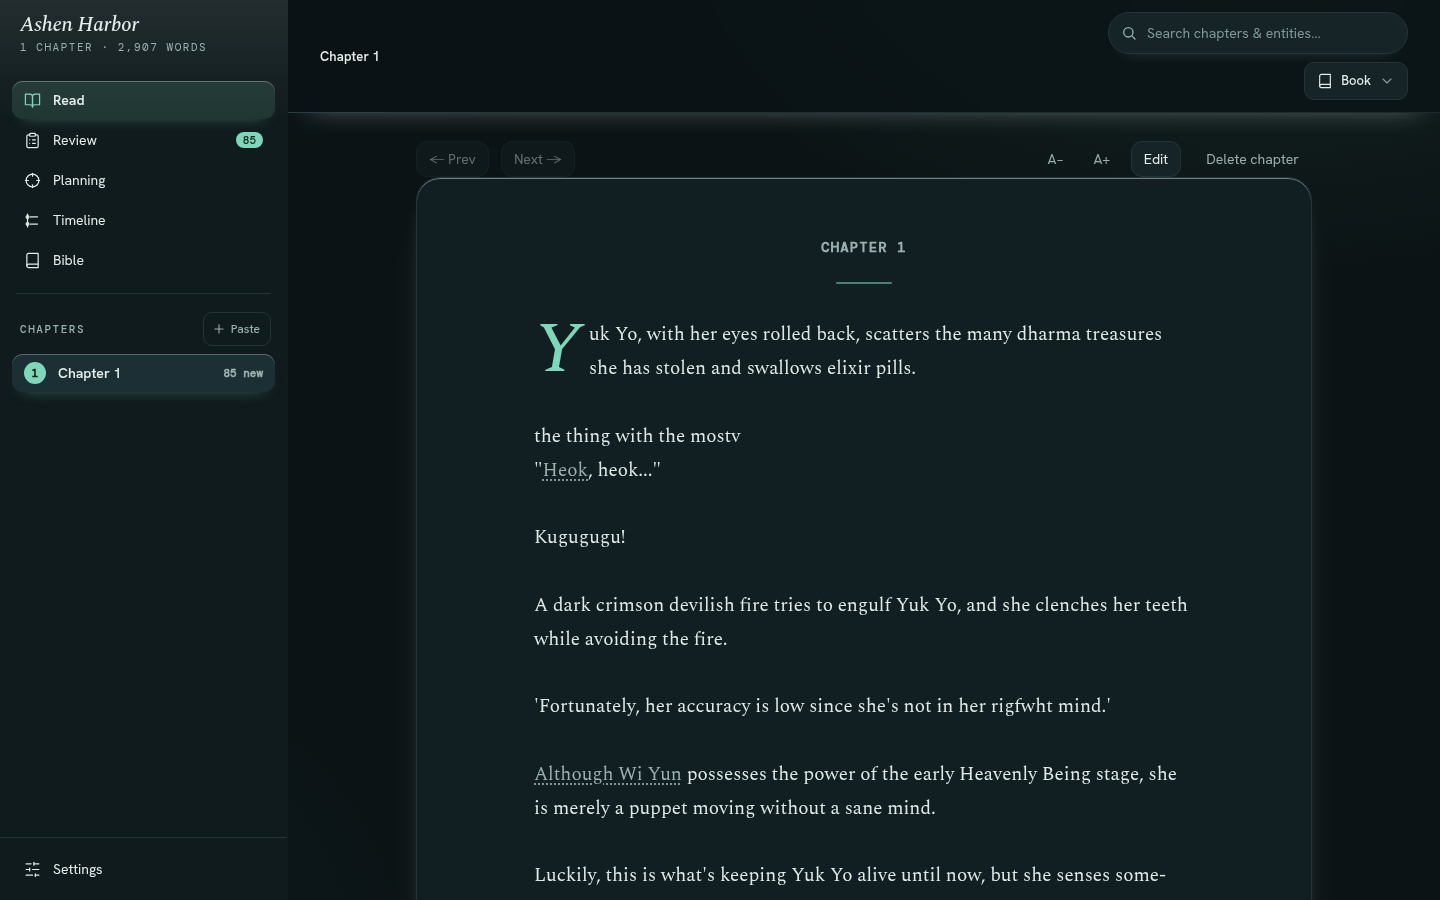 Ashen Harbor
1 CHAPTER · 2,907 WORDS
Read
Review 85
Planning
Timeline
Bible
CHAPTERS + Paste
1 Chapter 1 85 new
Settings
Chapter 1
Search chapters & entities...
Book
← Prev Next → A- A+ Edit Delete chapter
CHAPTER 1
Yuk Yo, with her eyes rolled back, scatters the many dharma treasures
she has stolen and swallows elixir pills.
the thing with the mostv
"Heok, heok..."
Kugugugu!
A dark crimson devilish fire tries to engulf Yuk Yo, and she clenches her teeth
while avoiding the fire.
'Fortunately, her accuracy is low since she's not in her rigfwht mind.'
Although Wi Yun possesses the power of the early Heavenly Being stage, she
is merely a puppet moving without a sane mind.
Luckily, this is what's keeping Yuk Yo alive until now, but she senses some-